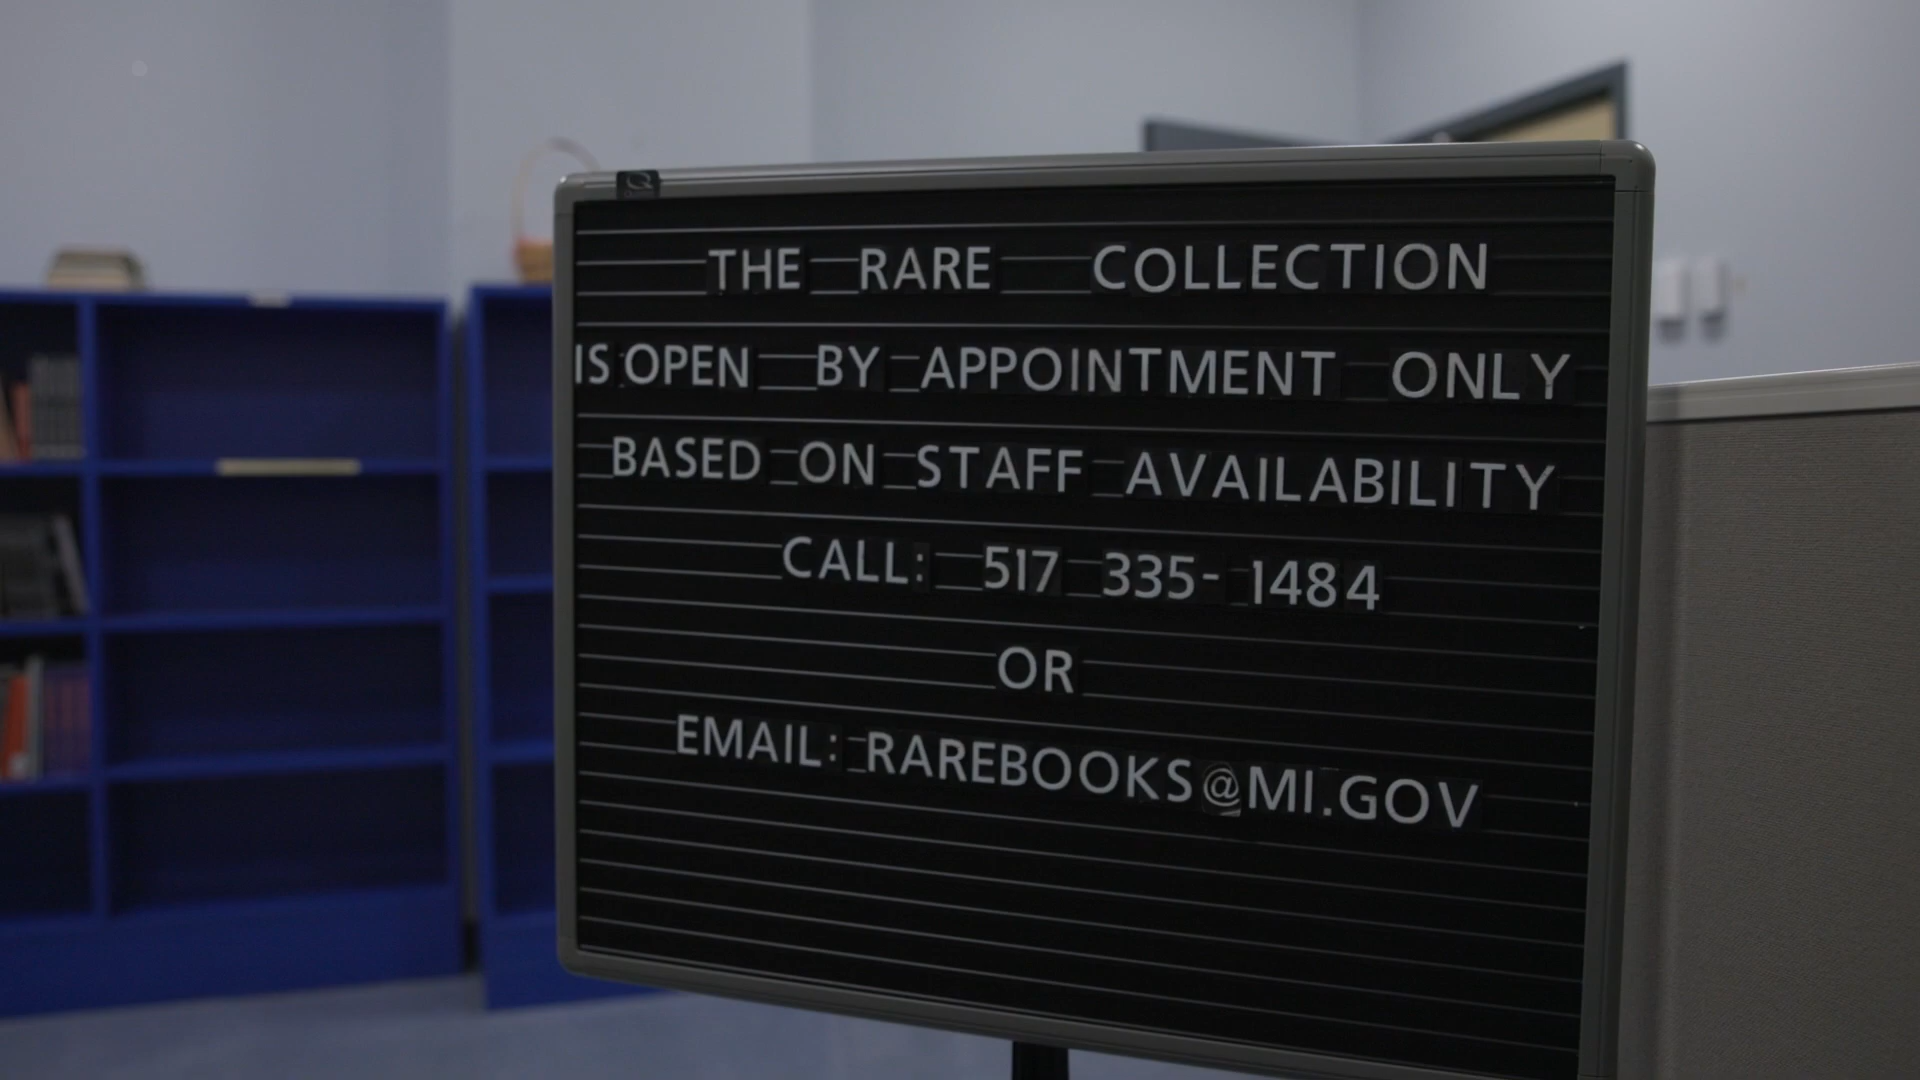 THE RARE COLLECTION
IS OPEN BY APPOINTMENT ONLY
BASED ON STAFF AVAILABILITY
CALL: 517 335-1484
OR
EMAIL: RAREBOOKS@MI.GOV